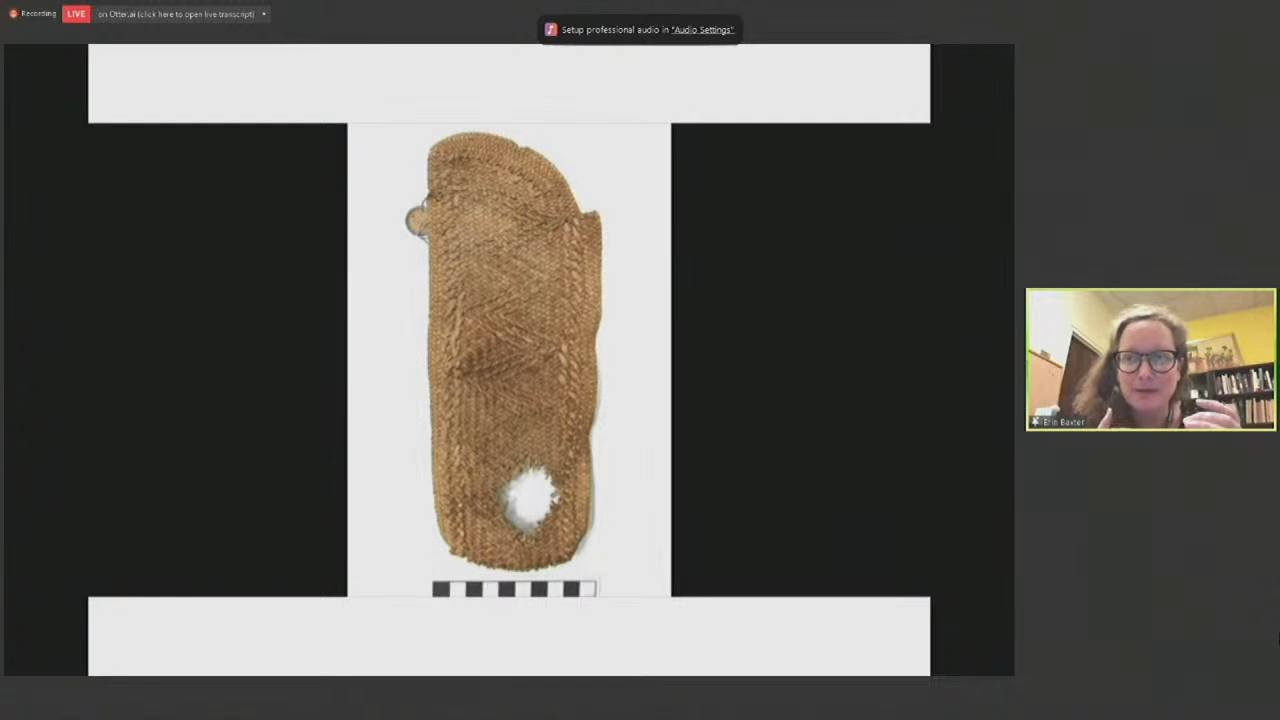 Recording
LIVE
on Otter.ai (click here to open live transcript)
Setup professional audio in "Audio Settings"
Erin Baxter